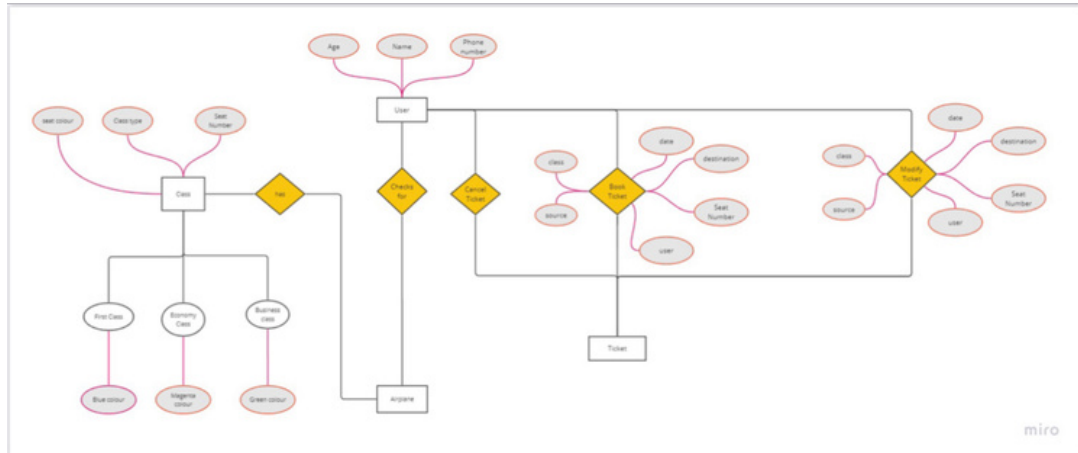 Age
Name
Phone
number
User
seat colour
Class type
Seat
Number
Class
has
Checks
for
Cancel
Ticket
class
source
Book
Ticket
date
destination
Seat
Number
user
class
source
Modify
Ticket
date
destination
Seat
Number
user
First Class
Economy
Class
Business
class
Blue colour
Magenta
colour
Green colour
Airplane
Ticket
miro